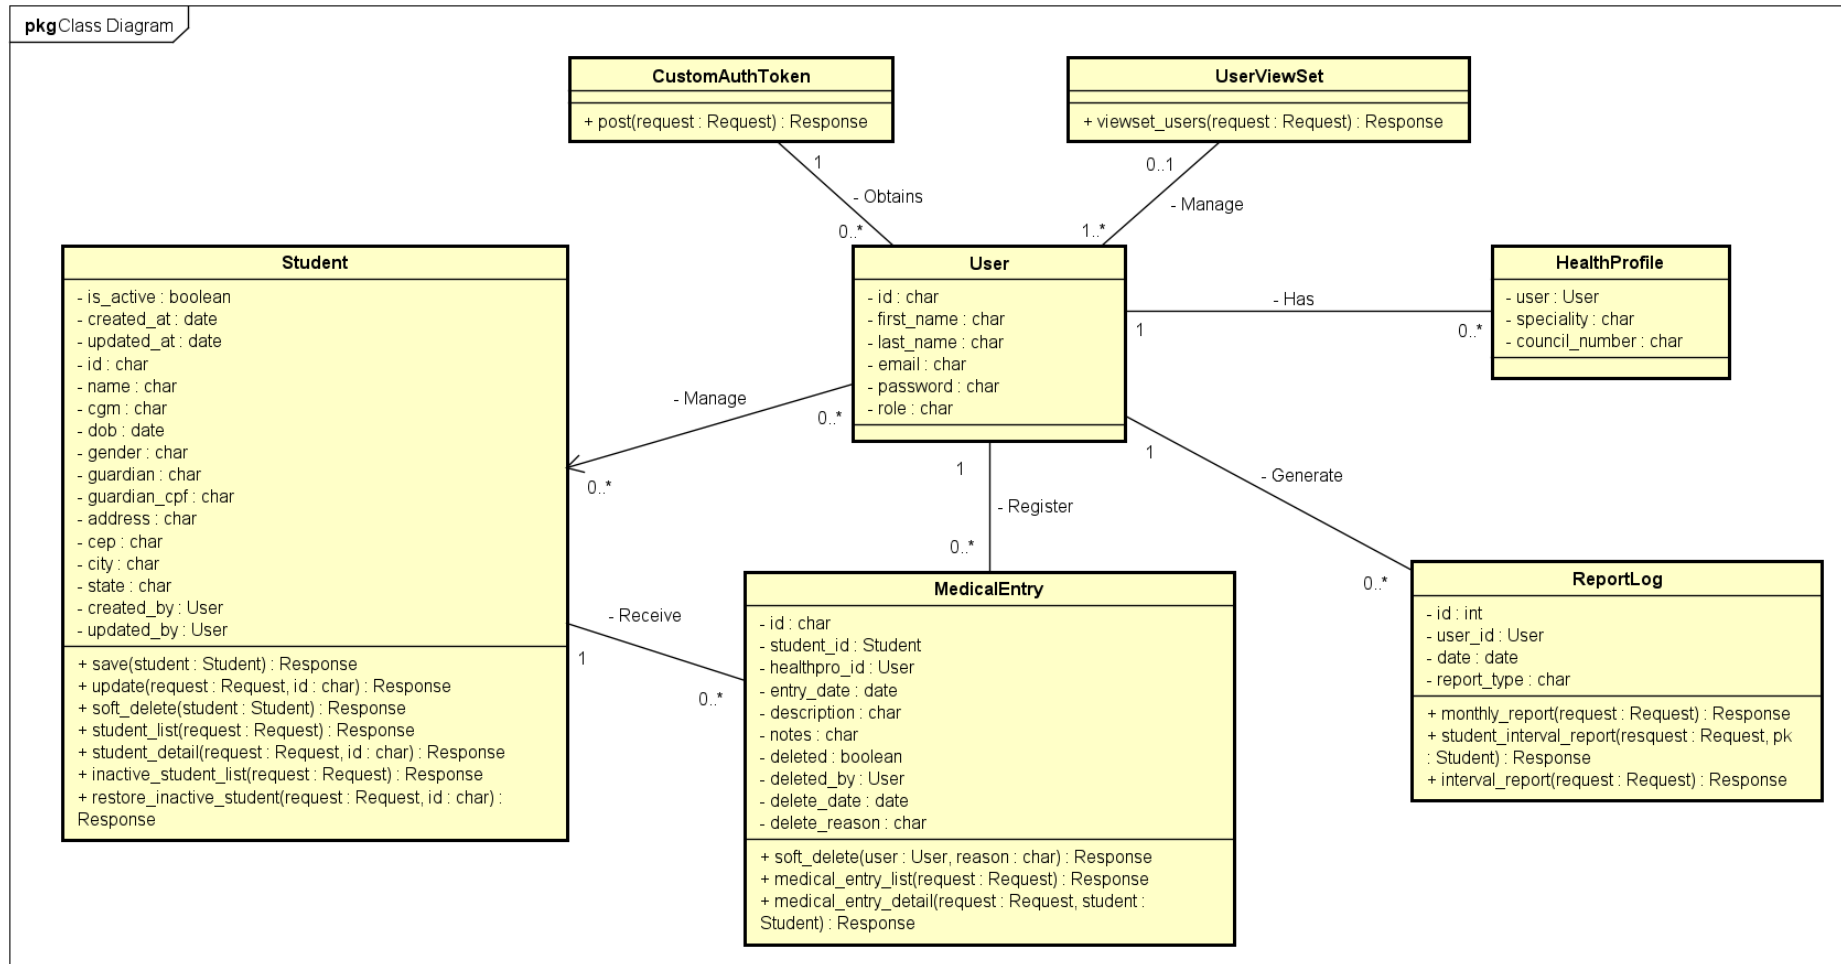 pkg Class Diagram
CustomAuthToken
+ post(request : Request) : Response
UserViewSet
+ viewset_users(request : Request) : Response
1
- Obtains
0..*
0..1
- Manage
1..*
Student
- is_active : boolean
- created_at : date
- updated_at : date
- id : char
- name : char
- cgm : char
- dob : date
- gender : char
- guardian : char
- guardian_cpf : char
- address : char
- cep : char
- city : char
- state : char
- created_by : User
- updated_by : User
+ save(student : Student) : Response
+ update(request : Request, id : char) : Response
+ soft_delete(student : Student) : Response
+ student_list(request : Request) : Response
+ student_detail(request : Request, id : char) : Response
+ inactive_student_list(request : Request) : Response
+ restore_inactive_student(request : Request, id : char) :
Response
- Manage
0..*
0..*
User
- id : char
- first_name : char
- last_name : char
- email : char
- password : char
- role : char
- Has
1
0..*
HealthProfile
- user : User
- speciality : char
- council_number : char
1
- Register
0..*
1
- Generate
0..*
- Receive
1
0..*
MedicalEntry
- id : char
- student_id : Student
- healthpro_id : User
- entry_date : date
- description : char
- notes : char
- deleted : boolean
- deleted_by : User
- delete_date : date
- delete_reason : char
+ soft_delete(user : User, reason : char) : Response
+ medical_entry_list(request : Request) : Response
+ medical_entry_detail(request : Request, student :
Student) : Response
ReportLog
- id : int
- user_id : User
- date : date
- report_type : char
+ monthly_report(request : Request) : Response
+ student_interval_report(resquest : Request, pk
: Student) : Response
+ interval_report(request : Request) : Response